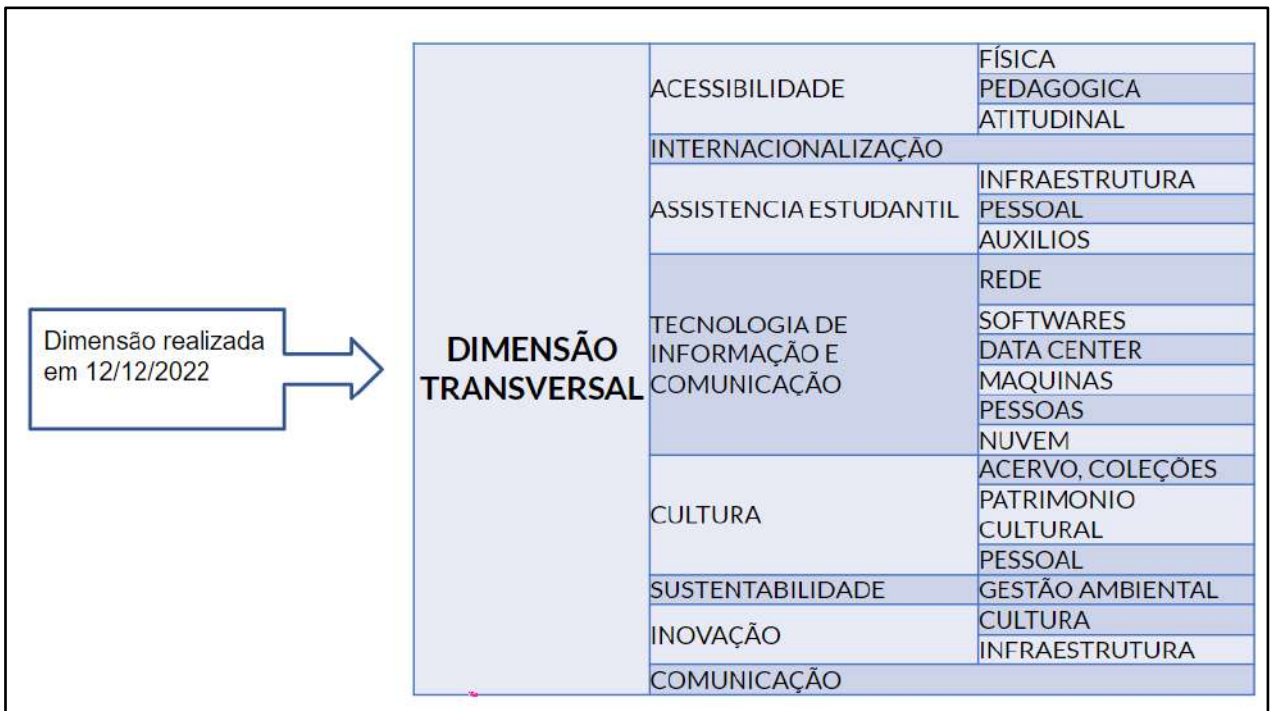 Dimensão realizada
em 12/12/2022
DIMENSÃO
TRANSVERSAL
ACESSIBILIDADE
FÍSICA
PEDAGOGICA
ATITUDINAL
INTERNACIONALIZAÇÃO
ASSISTENCIA ESTUDANTIL
INFRAESTRUTURA
PESSOAL
AUXILIOS
TECNOLOGIA DE
INFORMAÇÃO E
COMUNICAÇÃO
REDE
SOFTWARES
DATA CENTER
MAQUINAS
PESSOAS
NUVEM
CULTURA
ACERVO, COLEÇÕES
PATRIMONIO
CULTURAL
PESSOAL
SUSTENTABILIDADE
GESTÃO AMBIENTAL
INOVAÇÃO
CULTURA
INFRAESTRUTURA
COMUNICAÇÃO